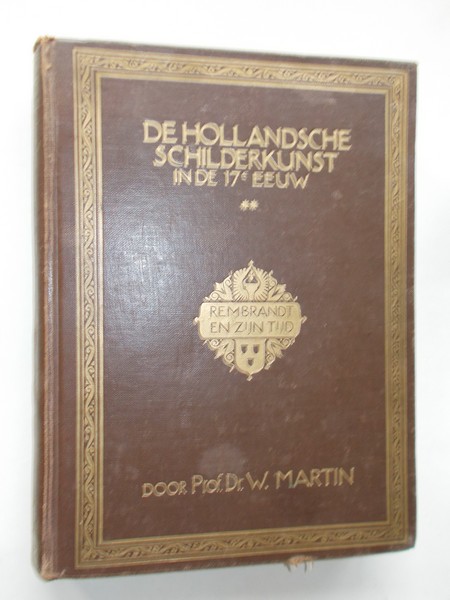 DE HOLLANDSCHE
SCHILDERKUNST
IN DE 17e EEUW
**
REMBRANDT
EN ZIJN TIJD
DOOR Prof. Dr. W. MARTIN